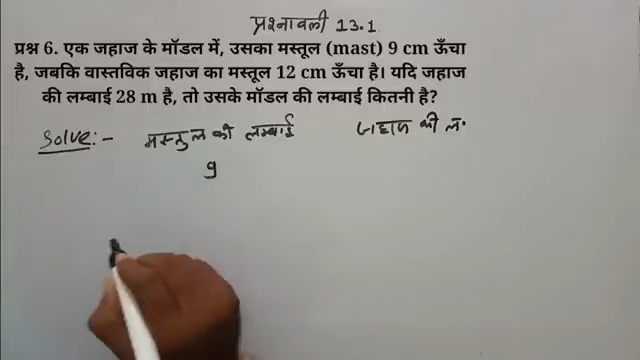 प्रश्नावली 13.1
प्रश्न 6. एक जहाज के मॉडल में, उसका मस्तूल (mast) 9 cm ऊँचा
है, जबकि वास्तविक जहाज का मस्तूल 12 cm ऊँचा है। यदि जहाज
की लम्बाई 28 m है, तो उसके मॉडल की लम्बाई कितनी है?
Solve:- मस्तुल की लम्बाई जहाज की ल.
9